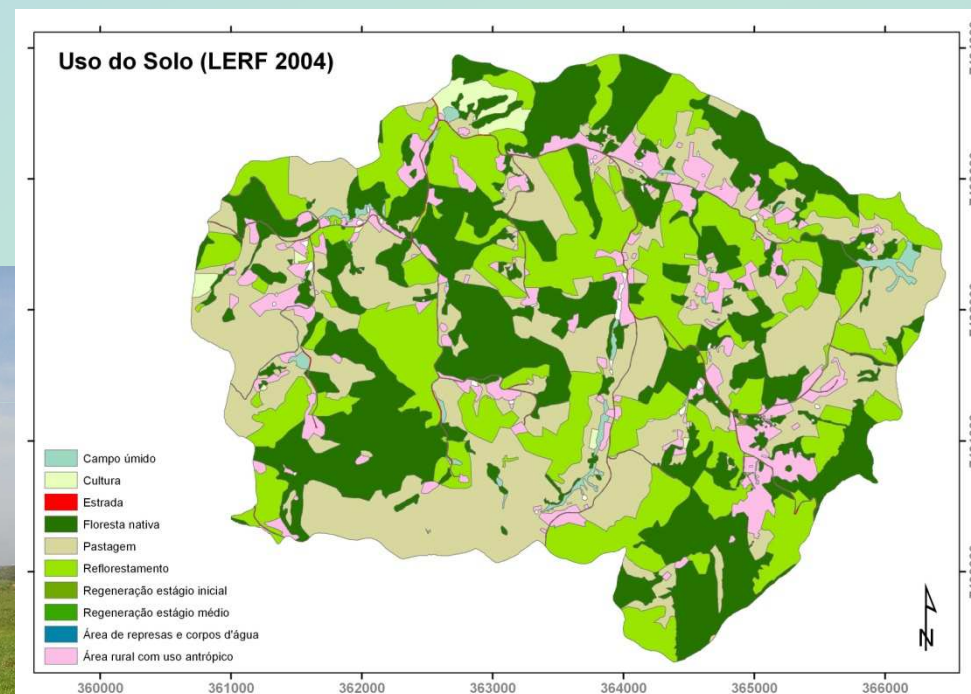 Uso do Solo (LERF 2004)
Campo úmido
Cultura
Estrada
Floresta nativa
Pastagem
Reflorestamento
Regeneração estágio inicial
Regeneração estágio médio
Área de represas e corpos d'água
Área rural com uso antrópico
N
360000 361000 362000 363000 364000 365000 366000